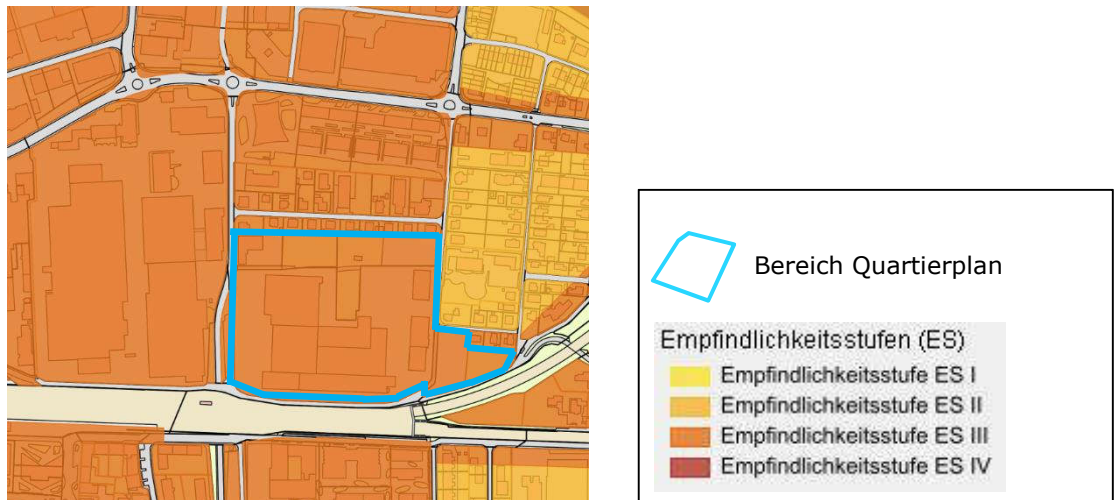 Bereich Quartierplan
Empfindlichkeitsstufen (ES)
Empfindlichkeitsstufe ES I
Empfindlichkeitsstufe ES II
Empfindlichkeitsstufe ES III
Empfindlichkeitsstufe ES IV